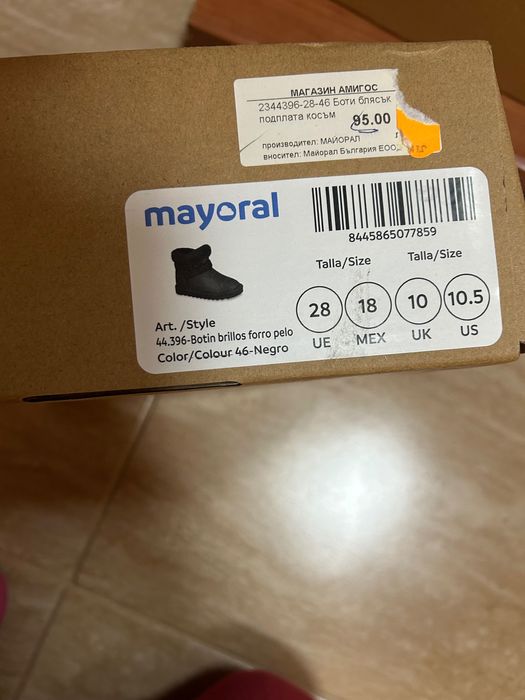 МАГАЗИН АМИГОС
2344396-28-46 Боти блясък
подплата косъм
95.00
производител: МАЙОРАЛ
вносител: Майорал България ЕОО
mayoral
8445865077859
Talla/Size Talla/Size
28 18 10 10.5
UE MEX UK US
Art. /Style
44.396-Botin brillos forro pelo
Color/Colour 46-Negro